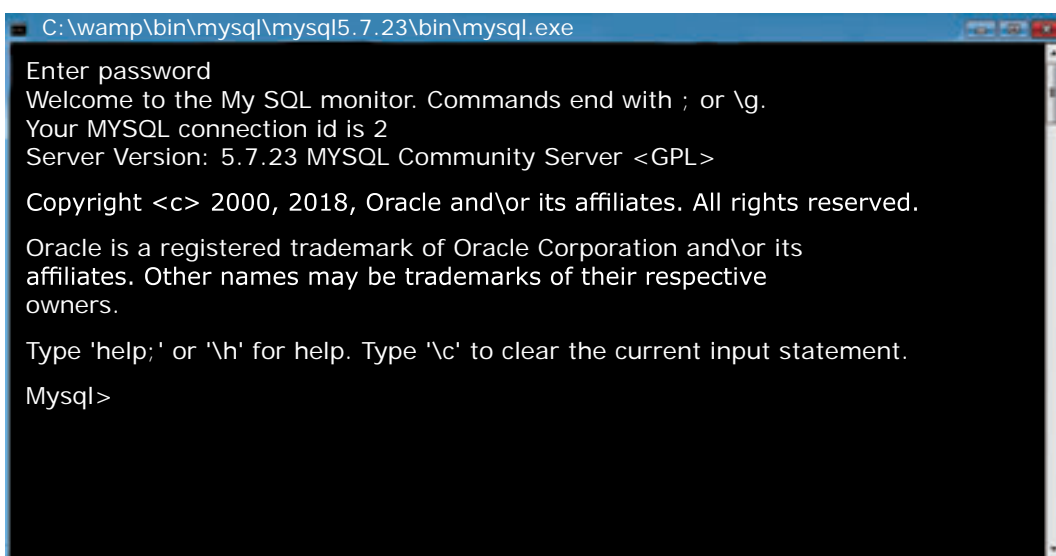 C:\wamp\bin\mysql\mysql5.7.23\bin\mysql.exe
Enter password
Welcome to the My SQL monitor. Commands end with ; or \g.
Your MYSQL connection id is 2
Server Version: 5.7.23 MYSQL Community Server <GPL>
Copyright <c> 2000, 2018, Oracle and\or its affiliates. All rights reserved.
Oracle is a registered trademark of Oracle Corporation and\or its
affiliates. Other names may be trademarks of their respective
owners.
Type 'help;' or '\h' for help. Type '\c' to clear the current input statement.
Mysql>